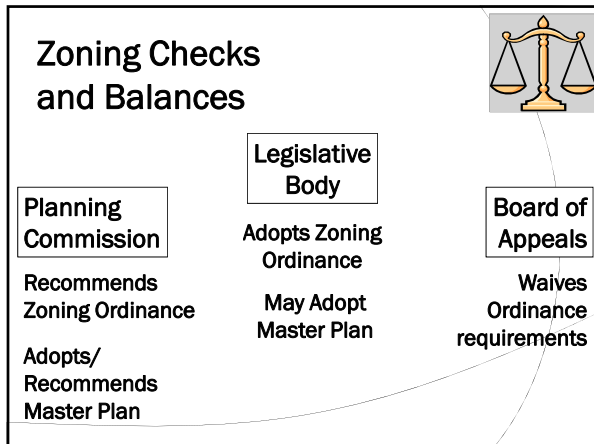 Zoning Checks
and Balances
Legislative
Body
Adopts Zoning
Ordinance
May Adopt
Master Plan
Planning
Commission
Recommends
Zoning Ordinance
Adopts/
Recommends
Master Plan
Board of
Appeals
Waives
Ordinance
requirements